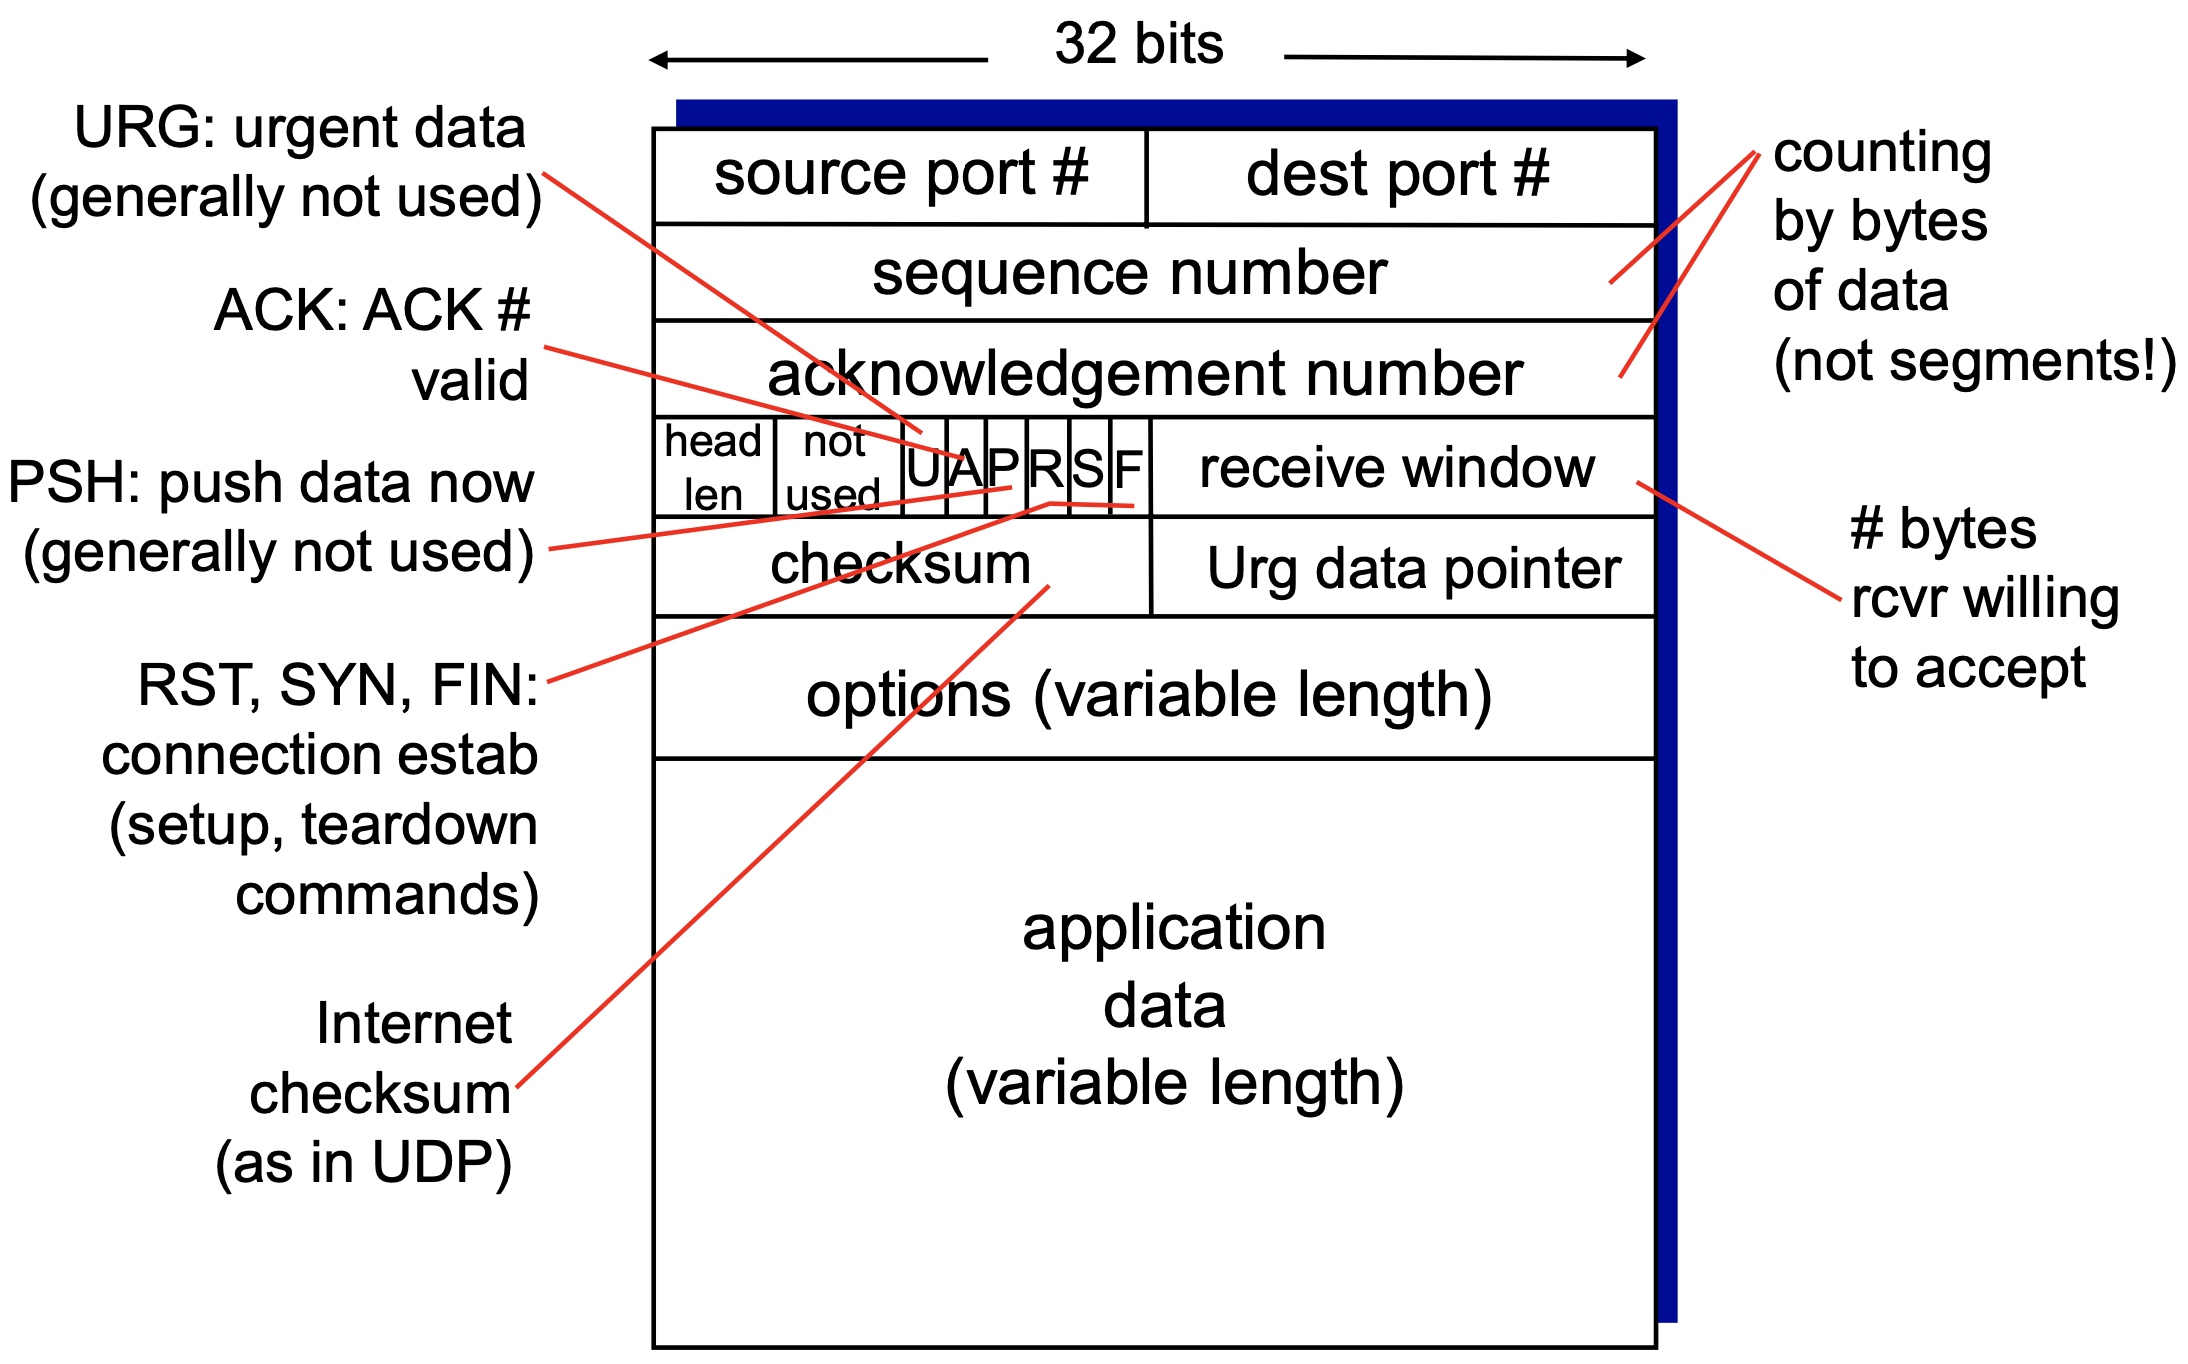 32 bits
URG: urgent data
(generally not used)
ACK: ACK #
valid
PSH: push data now
(generally not used)
RST, SYN, FIN:
connection estab
(setup, teardown
commands)
Internet
checksum
(as in UDP)
source port #
dest port #
sequence number
acknowledgement number
head
len
not
used
U
A
P
R
S
F
receive window
checksum
Urg data pointer
options (variable length)
application
data
(variable length)
counting
by bytes
of data
(not segments!)
# bytes
rcvr willing
to accept